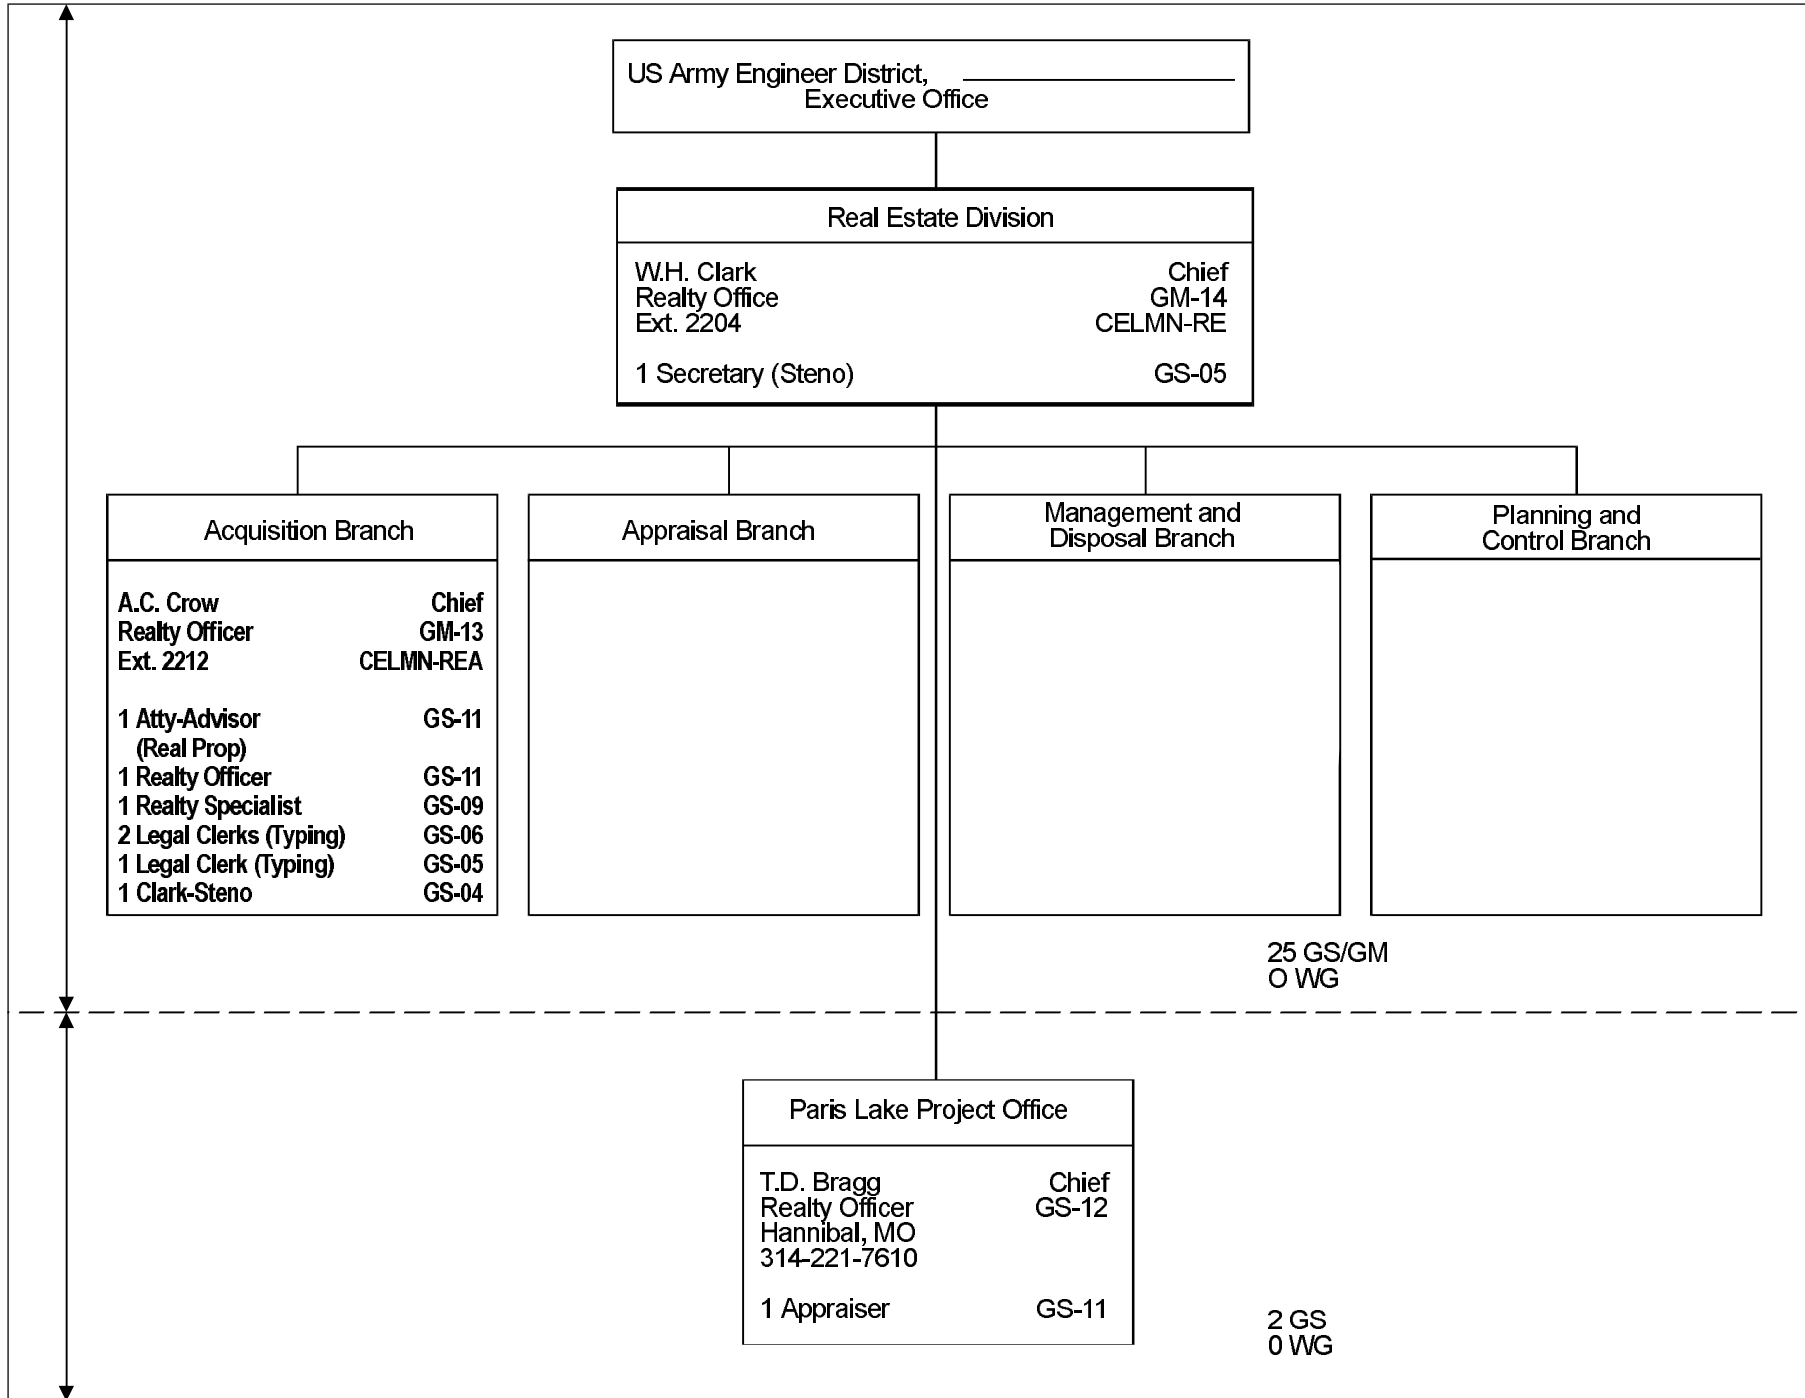 US Army Engineer District,
Executive Office
Real Estate Division
W.H. Clark Chief
Realty Office GM-14
Ext. 2204 CELMN-RE
1 Secretary (Steno) GS-05
Acquisition Branch
A.C. Crow Chief
Realty Officer GM-13
Ext. 2212 CELMN-REA
1 Atty-Advisor GS-11
(Real Prop)
1 Realty Officer GS-11
1 Realty Specialist GS-09
2 Legal Clerks (Typing) GS-06
1 Legal Clerk (Typing) GS-05
1 Clark-Steno GS-04
Appraisal Branch
Management and
Disposal Branch
Planning and
Control Branch
25 GS/GM
O WG
Paris Lake Project Office
T.D. Bragg Chief
Realty Officer GS-12
Hannibal, MO
314-221-7610
1 Appraiser GS-11
2 GS
0 WG